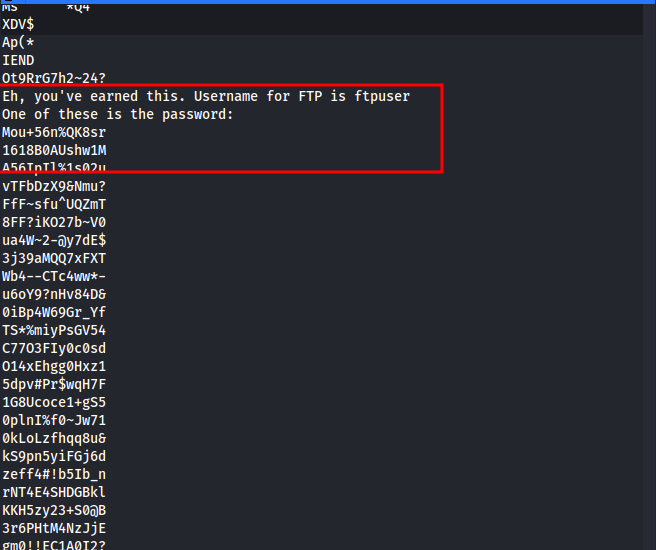 Ms *Q4
XDV$
Ap(*
IEND
Ot9RrG7h2~24?
Eh, you've earned this. Username for FTP is ftpuser
One of these is the password:
Mou+56n%QK8sr
1618B0AUshw1M
A56IpIl%1s02u
vTFbDzX9&Nmu?
FfF~sfu^UQZmT
8FF?iKO27b~V0
ua4W~2-@y7dE$
3j39aMQQ7xFXT
Wb4--CTc4ww*-
u6oY9?nHv84D&
0iBp4W69Gr_Yf
TS*%miyPsGV54
C77O3FIy0c0sd
O14xEhgg0Hxz1
5dpv#Pr$wqH7F
1G8Ucoce1+gS5
0plnI%f0~Jw71
0kLoLzfhqq8u&
kS9pn5yiFGj6d
zeff4#!b5Ib_n
rNT4E4SHDGBkl
KKH5zy23+S0@B
3r6PHtM4NzJjE
gm0!!EC1A0I2?